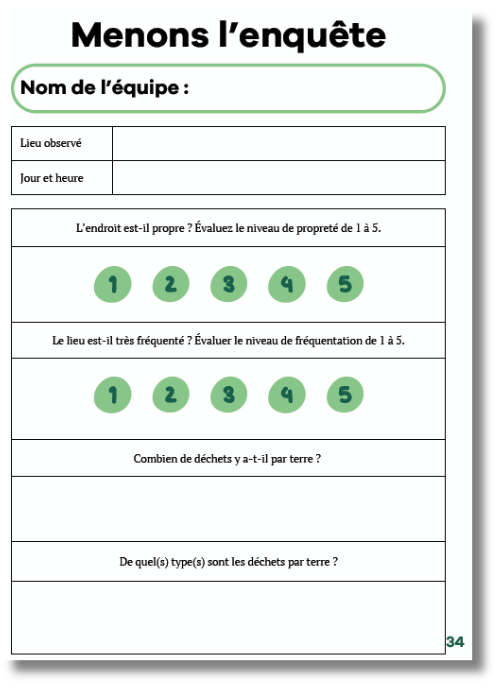 Menons l'enquête
Nom de l'équipe :
Lieu observé
Jour et heure
L'endroit est-il propre ? Évaluez le niveau de propreté de 1 à 5.
1 2 3 4 5
Le lieu est-il très fréquenté ? Évaluer le niveau de fréquentation de 1 à 5.
1 2 3 4 5
Combien de déchets y a-t-il par terre ?
De quel(s) type(s) sont les déchets par terre ?
34